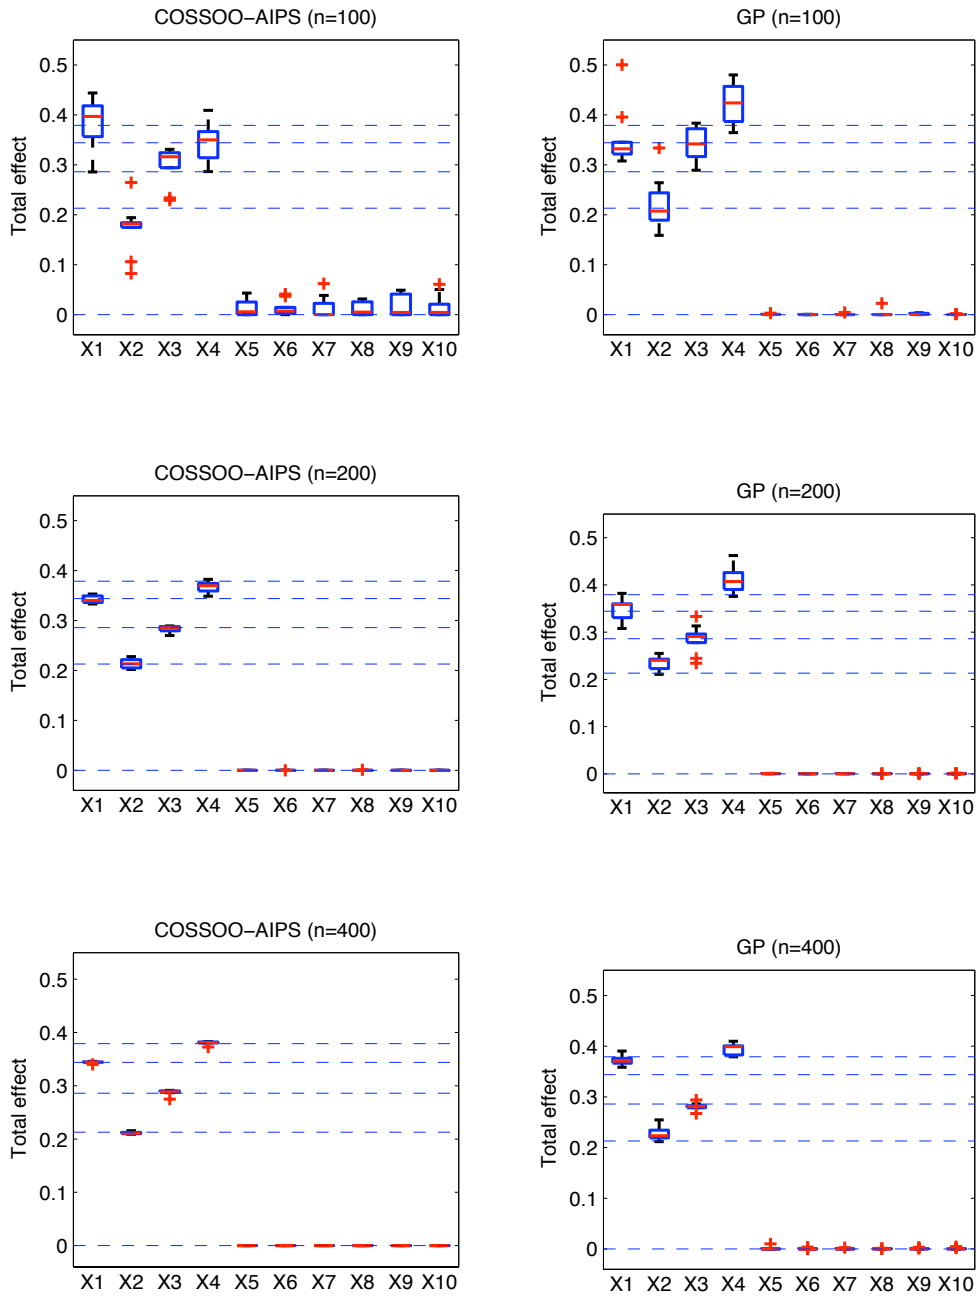 COSSOO−AIPS (n=100)
0.5
0.4
0.3
0.2
0.1
0
Total effect
X1 X2 X3 X4 X5 X6 X7 X8 X9 X10
GP (n=100)
0.5
0.4
0.3
0.2
0.1
0
Total effect
X1 X2 X3 X4 X5 X6 X7 X8 X9 X10
COSSOO−AIPS (n=200)
0.5
0.4
0.3
0.2
0.1
0
Total effect
X1 X2 X3 X4 X5 X6 X7 X8 X9 X10
GP (n=200)
0.5
0.4
0.3
0.2
0.1
0
Total effect
X1 X2 X3 X4 X5 X6 X7 X8 X9 X10
COSSOO−AIPS (n=400)
0.5
0.4
0.3
0.2
0.1
0
Total effect
X1 X2 X3 X4 X5 X6 X7 X8 X9 X10
GP (n=400)
0.5
0.4
0.3
0.2
0.1
0
Total effect
X1 X2 X3 X4 X5 X6 X7 X8 X9 X10